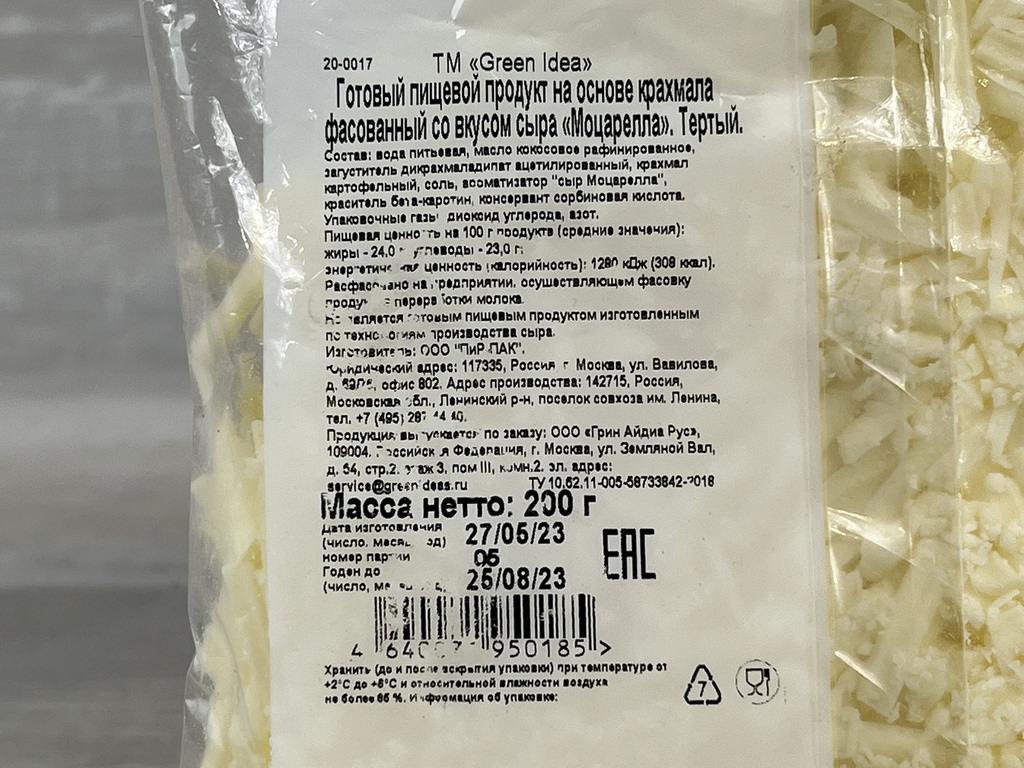 20-0017 ТМ «Green Idea»
Готовый пищевой продукт на основе крахмала
фасованный со вкусом сыра «Моцарелла». Тертый.
Состав: вода питьевая, масло кокосовое рафинированное,
загуститель дикрахмаладипат ацетилированный, крахмал
картофельный, соль, ароматизатор "сыр Моцарелла",
краситель бета-каротин, консервант сорбиновая кислота.
Упаковочные газы: диоксид углерода, азот.
Пищевая ценность на 100 г продукта (средние значения):
жиры - 24,0 г углеводы - 23,0 г;
энергетическая ценность (калорийность): 1280 кДж (308 ккал).
Расфасовано на предприятии, осуществляющем фасовку
продуктов переработки молока.
Не является готовым пищевым продуктом изготовленным
по технологиям производства сыра.
Изготовитель: ООО "ПиР-ПАК".
Юридический адрес: 117335, Россия г Москва, ул. Вавилова,
д. офис 802. Адрес производства: 142715, Россия,
Московская обл., Ленинский р-н, поселок совхоза им. Ленина,
тел. +7 (495)
Продукция выпускается по заказу: ООО «Грин Айдиа Рус»,
109004, Российская Федерация, г. Москва, ул. Земляной Вал,
д. 54, стр.2, этаж 3, пом III, комн.2. эл. адрес:
service@greenideas.ru ТУ 10.62.11-005-58733842-2018
Масса нетто: 200 г
Дата изготовления
(число, месяц, год) 27/05/23
номер партии 05
Годен до
(число, месяц, год) 25/08/23
EAC
4 950185>
Хранить (до и после вскрытия упаковки) при температуре от
+2°С до +6°С и относительной влажности воздуха
не более 85 %. Информация об упаковке:
7